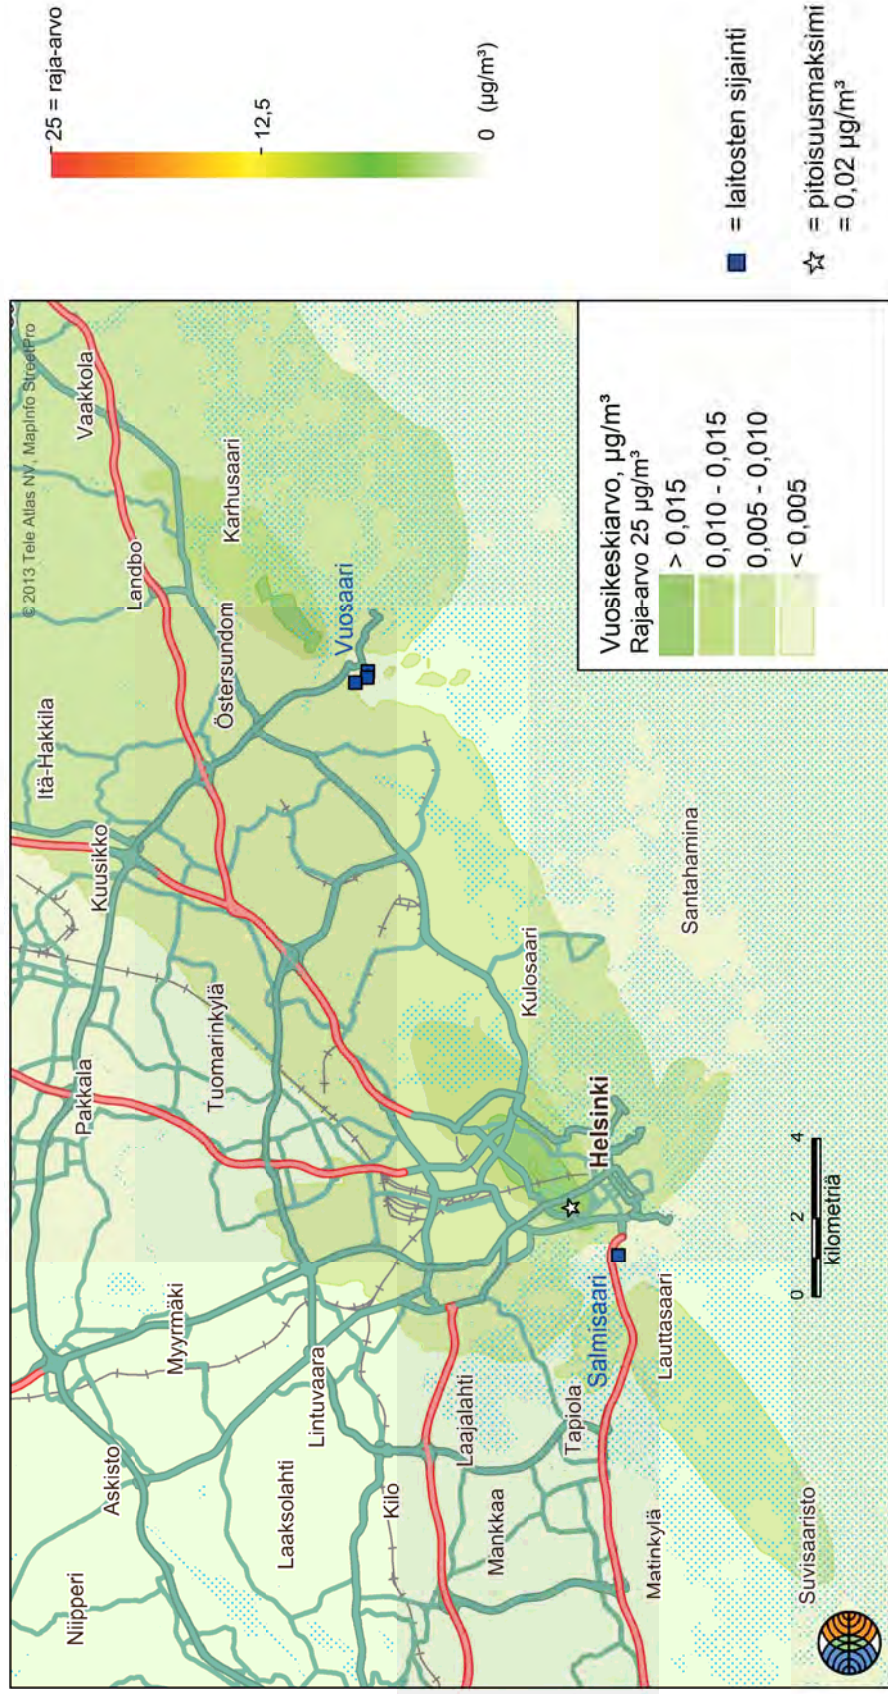 © 2013 Tele Atlas NV, MapInfo StreetPro
Vaakkola
Landbo
Karhusaari
Itä-Hakkila
Östersundom
Vuosaari
Kuusikko
Pakkala
Tuomarinkylä
Kulosaari
Santahamina
Helsinki
Myyrmäki
Askisto
Lintuvaara
Laaksolahti
Niipperi
Kilo
Laajalahti
Mankkaa
Tapiola
Salmisaari
Lauttasaari
Matinkylä
Suvisaaristo
0 2 4
kilometriä
Vuosikeskiarvo, µg/m³
Raja-arvo 25 µg/m³
> 0,015
0,010 - 0,015
0,005 - 0,010
< 0,005
25 = raja-arvo
12,5
0 (µg/m³)
= laitosten sijainti
= pitoisuusmaksimi
= 0,02 µg/m³